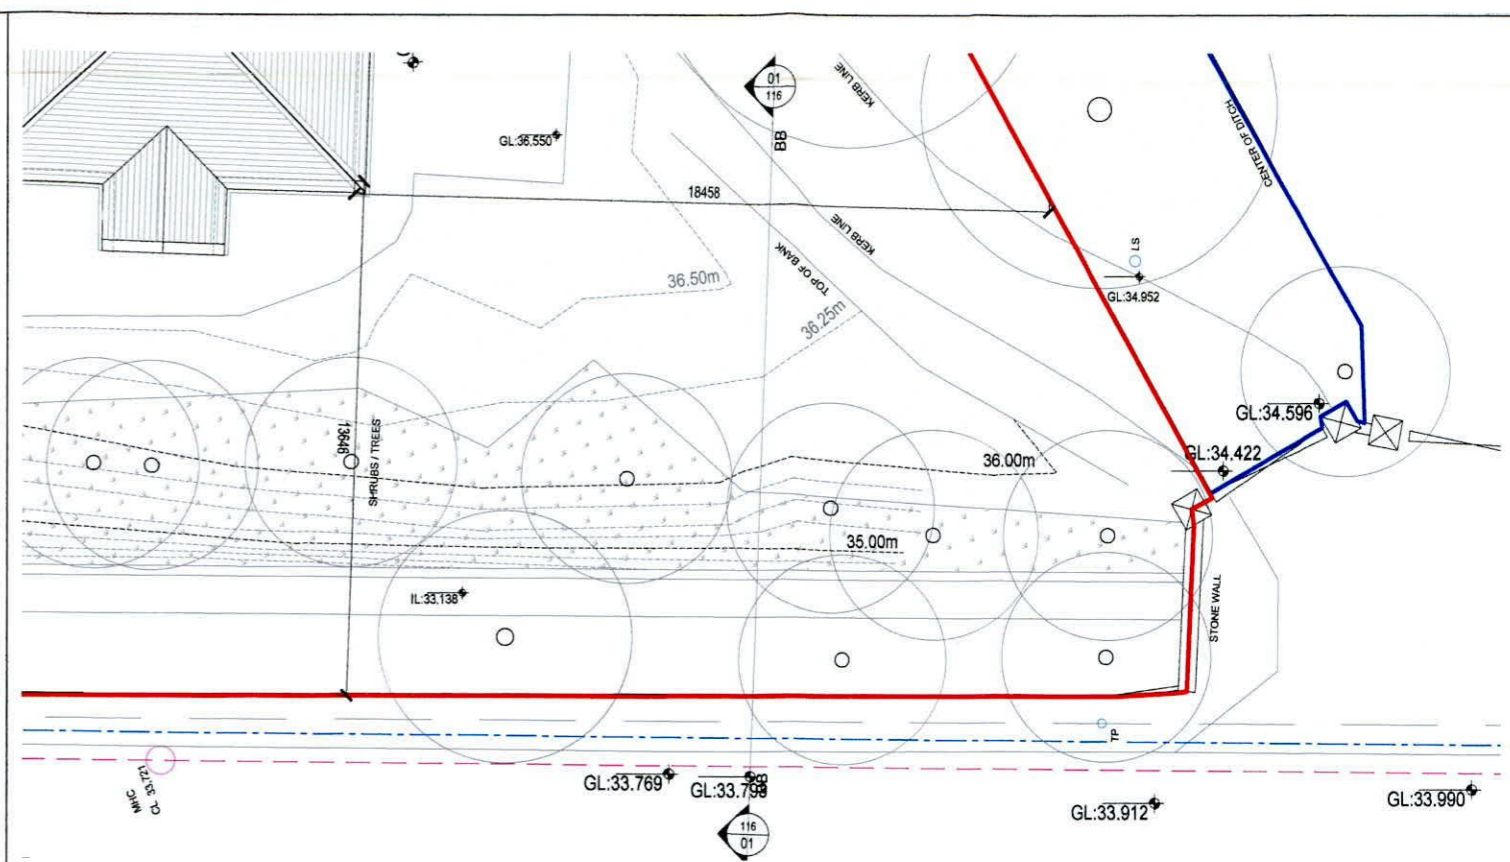 01
116
BB
KERB LINE
GL:36.550
CENTER OF DITCH
18458
KERB LINE
TOP OF BANK
LS
36.50m
GL:34.952
36.25m
GL:34.596
13646
SHRUBS / TREES
GL:34.422
36.00m
35.00m
IL:33.138
STONE WALL
TP
MHC
CL 33.721
GL:33.769
GL:33.793
BB
GL:33.912
GL:33.990
116
01